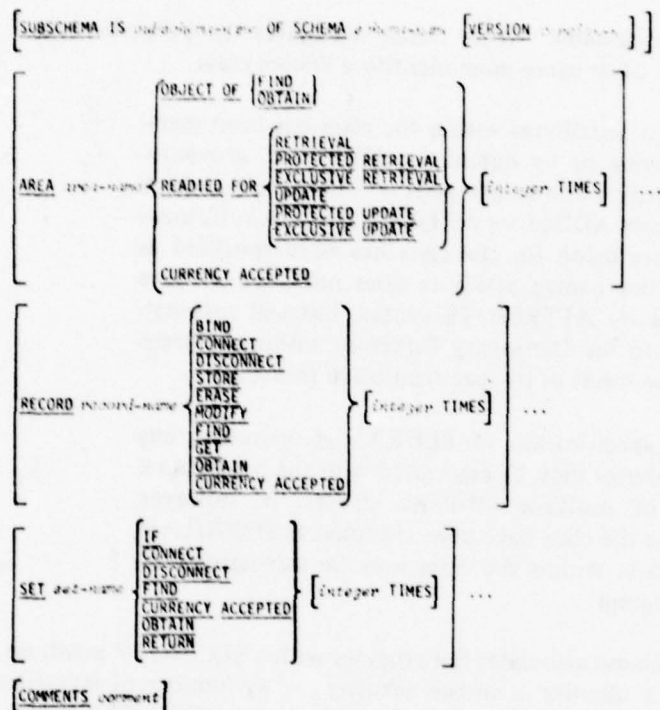 [SUBSCHEMA IS subschema-name OF SCHEMA schema-name [VERSION] ]
OBJECT OF {FIND
OBTAIN}
RETRIEVAL
PROTECTED RETRIEVAL
EXCLUSIVE RETRIEVAL
AREA area-name READIED FOR UPDATE [Integer TIMES] ...
PROTECTED UPDATE
EXCLUSIVE UPDATE
CURRENCY ACCEPTED
BIND
CONNECT
DISCONNECT
STORE
ERASE
RECORD record-name MODIFY [Integer TIMES] ...
FIND
GET
OBTAIN
CURRENCY ACCEPTED
IF
CONNECT
DISCONNECT
SET set-name FIND [Integer TIMES] ...
CURRENCY ACCEPTED
OBTAIN
RETURN
[COMMENTS comment]